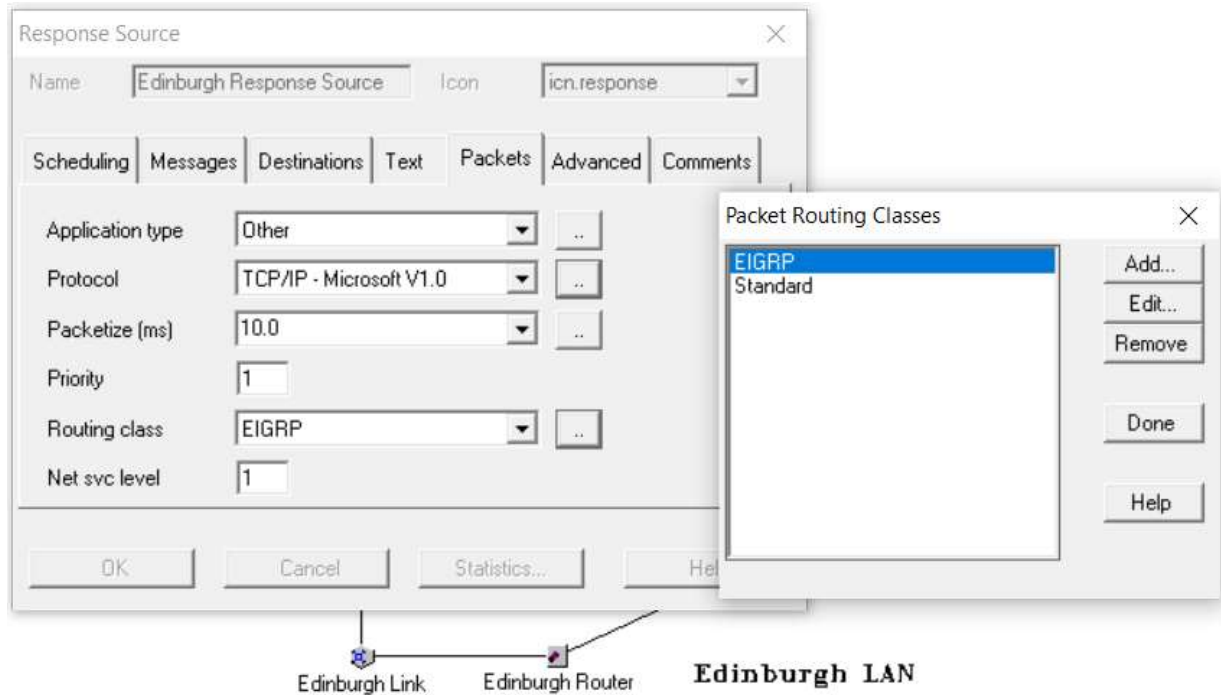 Response Source
Name Edinburgh Response Source Icon icn.response
Scheduling Messages Destinations Text Packets Advanced Comments
Application type Other ..
Protocol TCP/IP - Microsoft V1.0 ..
Packetize (ms) 10.0 ..
Priority 1
Routing class EIGRP ..
Net svc level 1
OK Cancel Statistics... Hel
Packet Routing Classes
EIGRP
Standard
Add...
Edit...
Remove
Done
Help
Edinburgh Link Edinburgh Router Edinburgh LAN